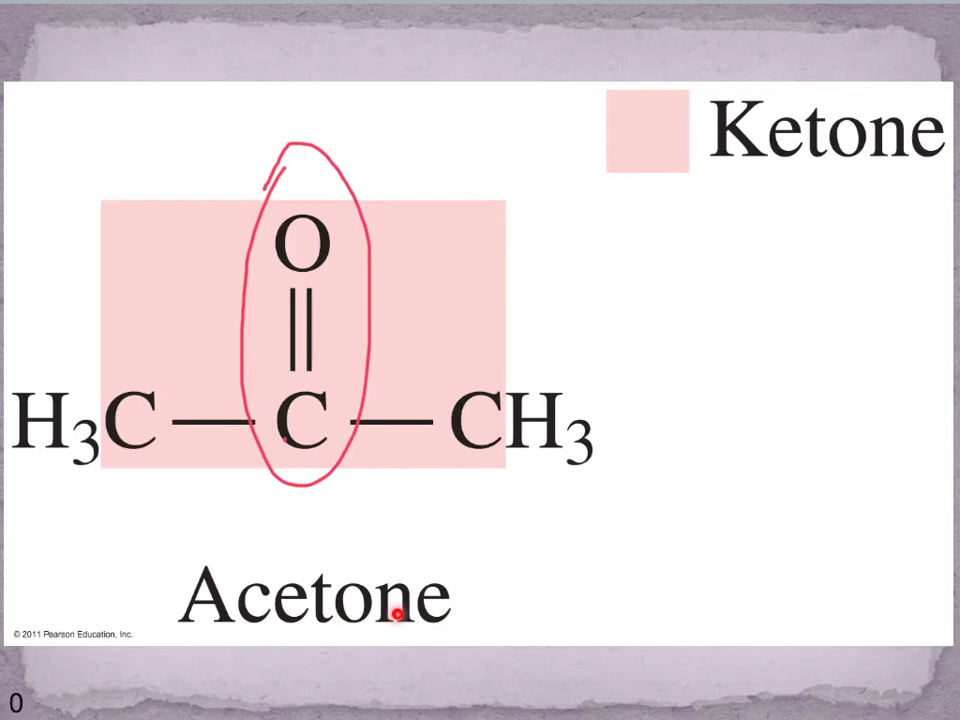 Ketone
O
H₃C — C — CH₃
Acetone
© 2011 Pearson Education, Inc.
0